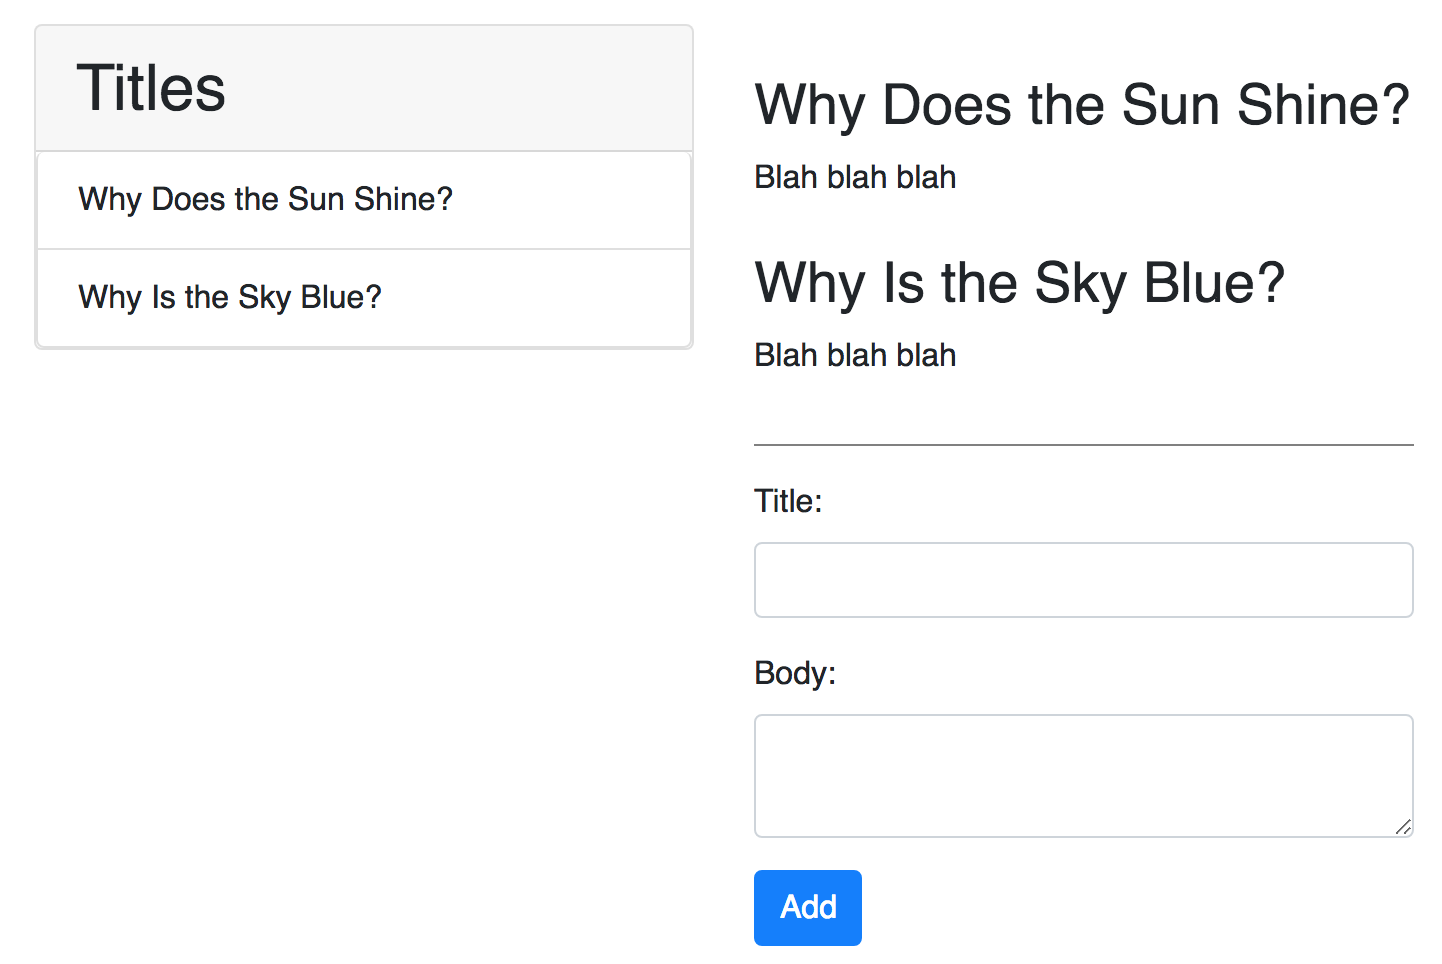 Titles
Why Does the Sun Shine?
Why Is the Sky Blue?
Why Does the Sun Shine?
Blah blah blah
Why Is the Sky Blue?
Blah blah blah
Title:
Body:
Add